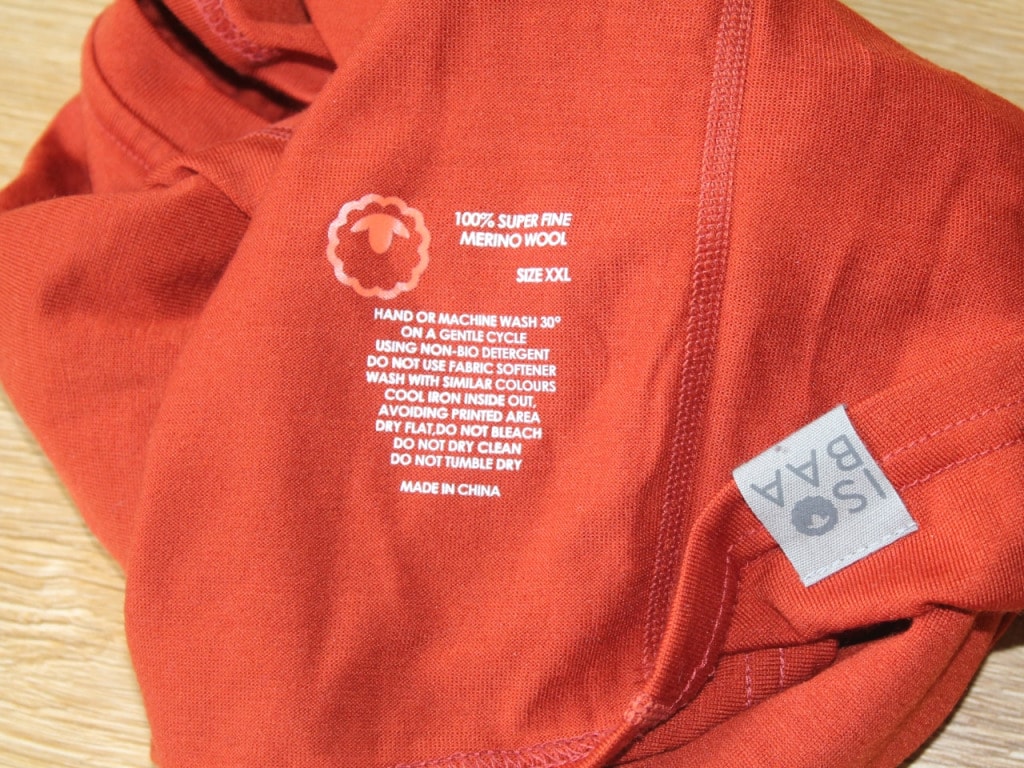 100% SUPER FINE
MERINO WOOL
SIZE XXL
HAND OR MACHINE WASH 30°
ON A GENTLE CYCLE
USING NON-BIO DETERGENT
DO NOT USE FABRIC SOFTENER
WASH WITH SIMILAR COLOURS
COOL IRON INSIDE OUT,
AVOIDING PRINTED AREA
DRY FLAT,DO NOT BLEACH
DO NOT DRY CLEAN
DO NOT TUMBLE DRY
MADE IN CHINA
ISO
BAA